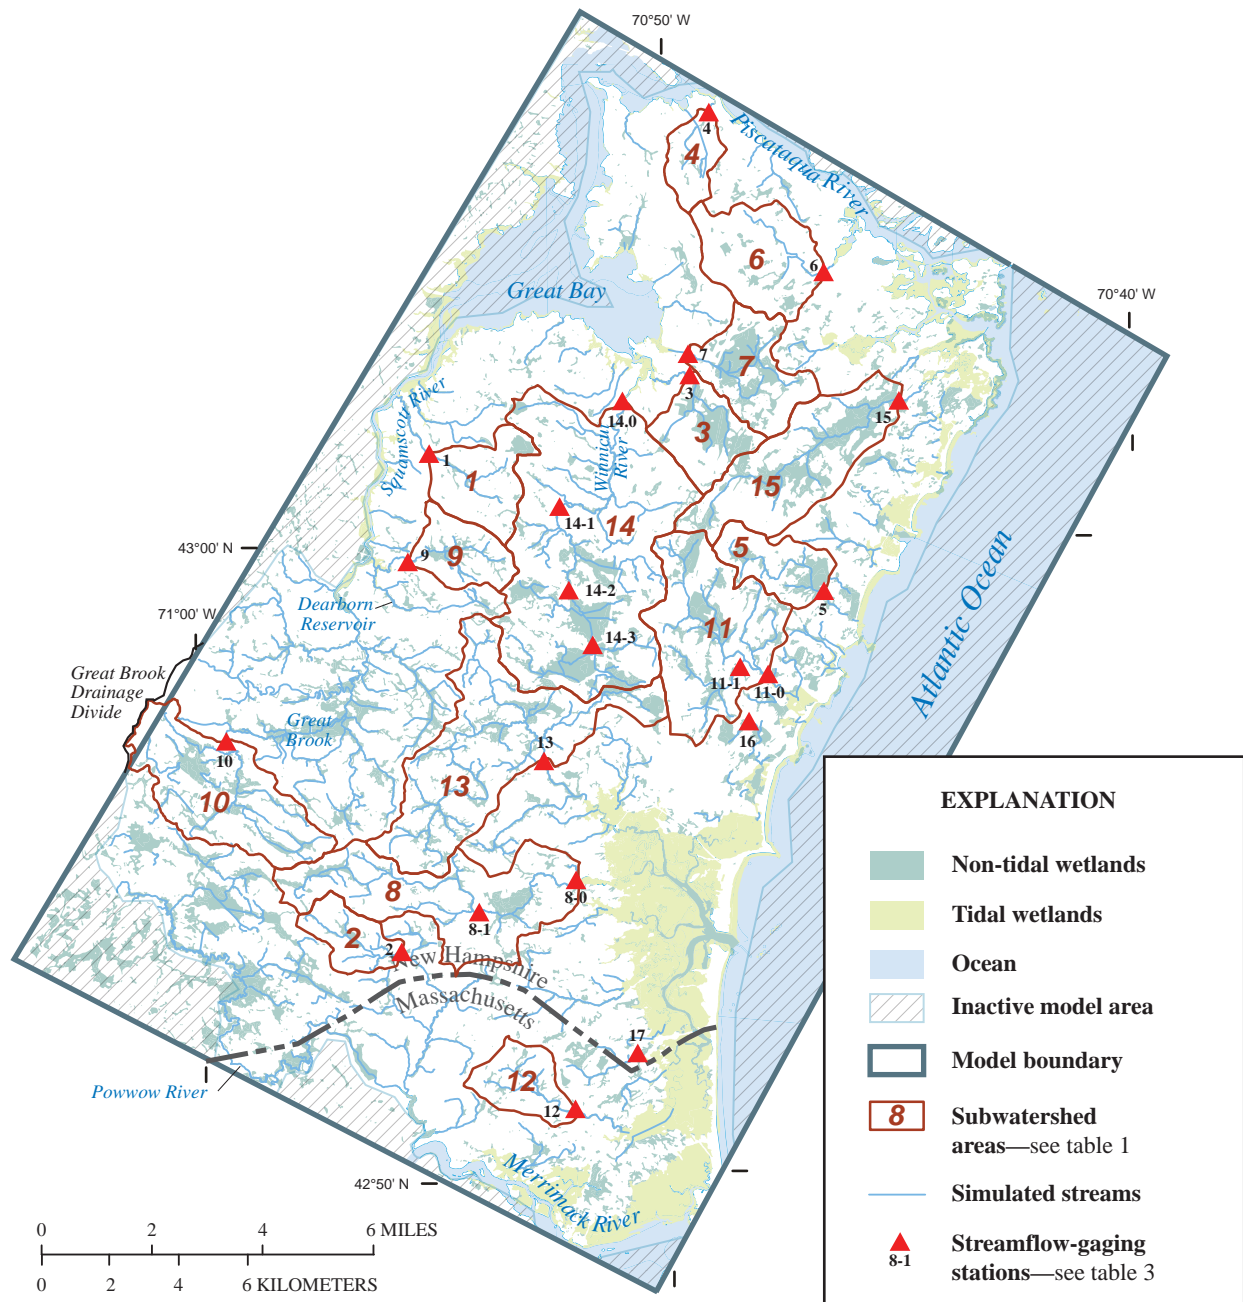 70°50' W
4
4
Piscataqua River
6
6
Great Bay
70°40' W
7
7
3
3
14.0
15
15
Squamscott River
Winnicut
River
1
1
14-1
14
43°00' N
9
9
5
5
Dearborn
Reservoir
14-2
11
71°00' W
14-3
11-1
11-0
Atlantic Ocean
Great Brook
Drainage
Divide
Great
Brook
16
10
10
13
13
8
8-0
8-1
2
2
New Hampshire
Massachusetts
17
Powwow River
12
12
42°50' N
Merrimack River
0 2 4 6 MILES
0 2 4 6 KILOMETERS
EXPLANATION
Non-tidal wetlands
Tidal wetlands
Ocean
Inactive model area
Model boundary
8
Subwatershed
areas—see table 1
Simulated streams
8-1
Streamflow-gaging
stations—see table 3